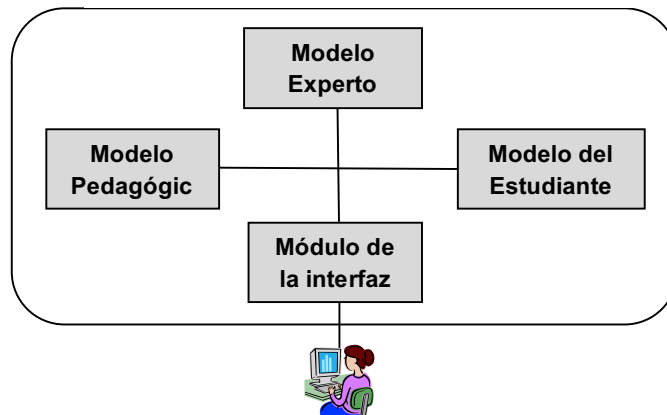 Modelo
Experto
Modelo
Pedagógic
Modelo del
Estudiante
Módulo de
la interfaz